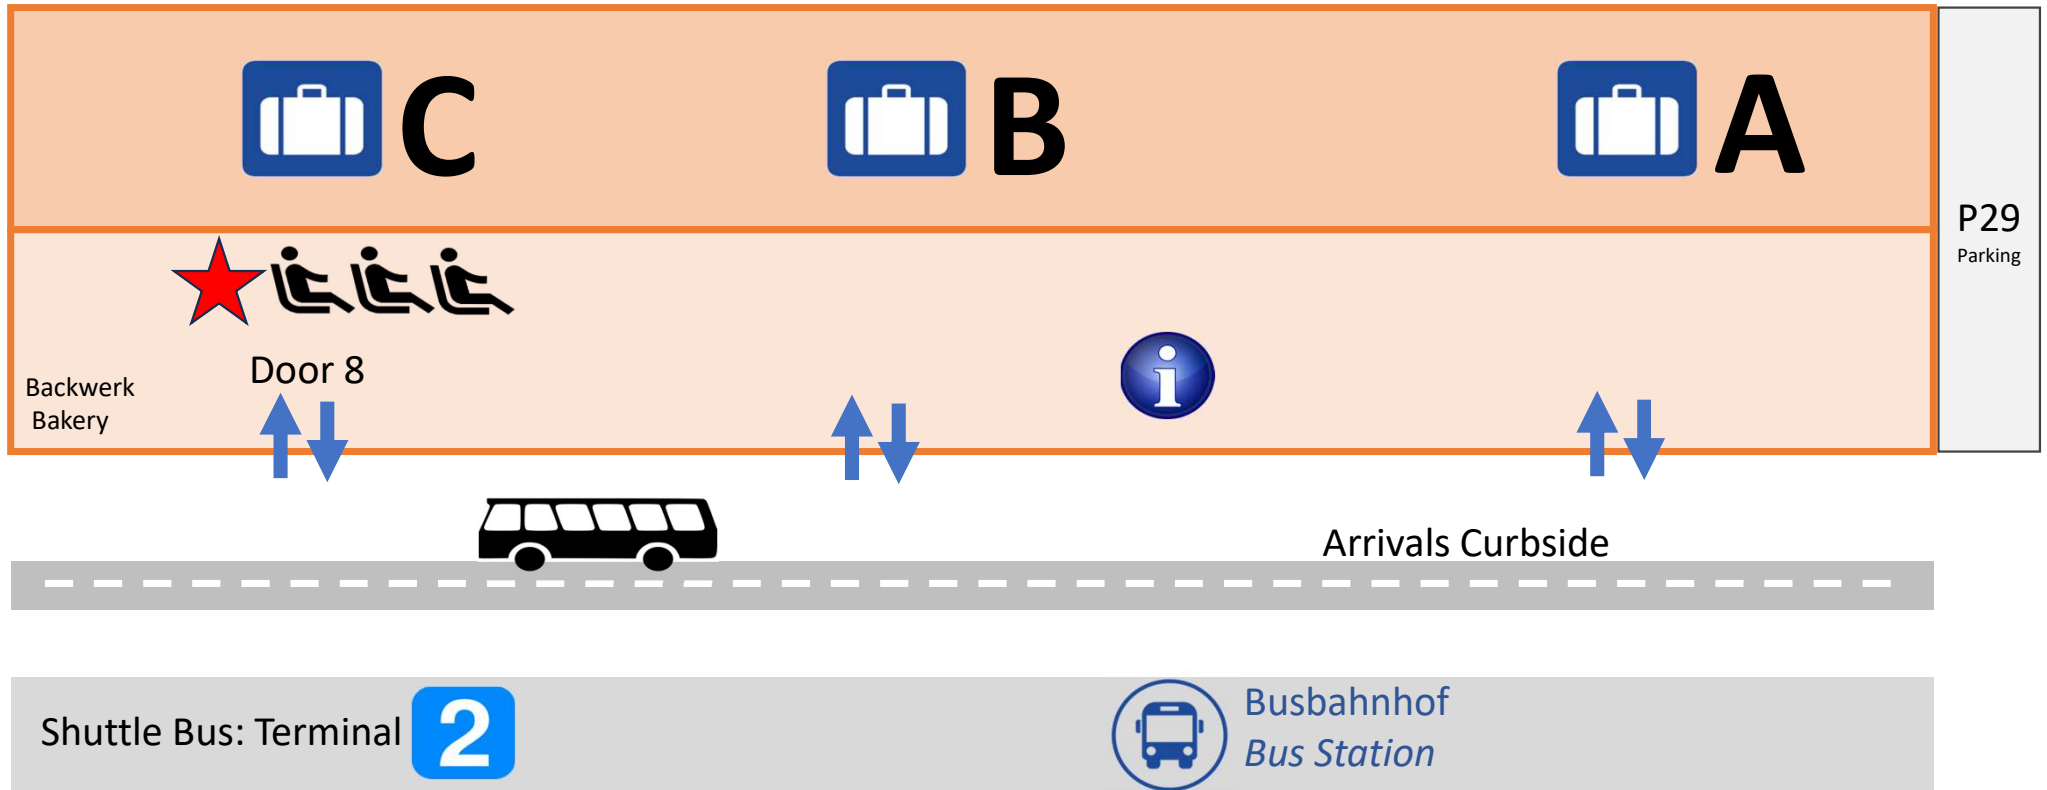 C
B
A
P29
Parking
Door 8
Backwerk
Bakery
i
Arrivals Curbside
Shuttle Bus: Terminal 2
Busbahnhof
Bus Station